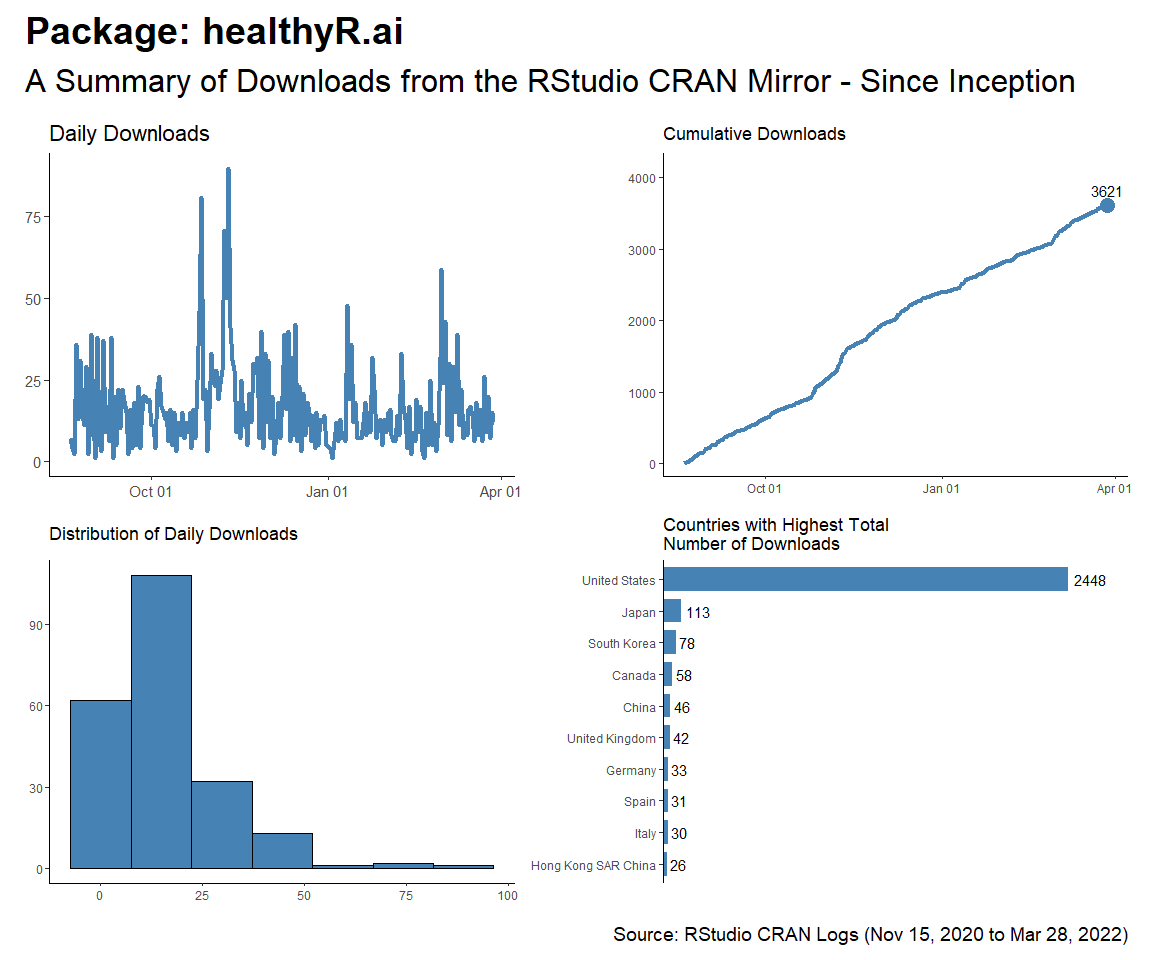 Package: healthyR.ai
A Summary of Downloads from the RStudio CRAN Mirror - Since Inception
Daily Downloads
75
50
25
0
Oct 01
Jan 01
Apr 01
Cumulative Downloads
4000
3000
2000
1000
0
3621
Oct 01
Jan 01
Apr 01
Distribution of Daily Downloads
90
60
30
0
0
25
50
75
100
Countries with Highest Total
Number of Downloads
United States 2448
Japan 113
South Korea 78
Canada 58
China 46
United Kingdom 42
Germany 33
Spain 31
Italy 30
Hong Kong SAR China 26
Source: RStudio CRAN Logs (Nov 15, 2020 to Mar 28, 2022)